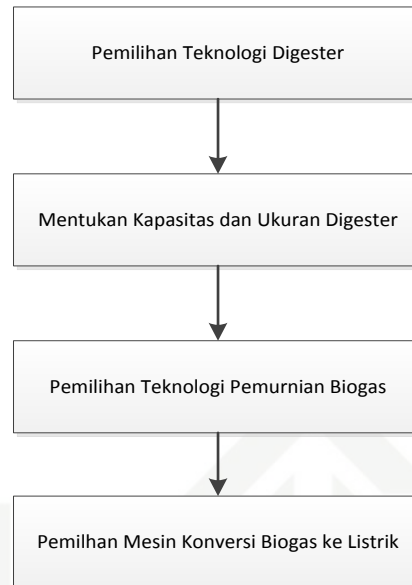 Pemilihan Teknologi Digester
Mentukan Kapasitas dan Ukuran Digester
Pemilihan Teknologi Pemurnian Biogas
Pemilhan Mesin Konversi Biogas ke Listrik